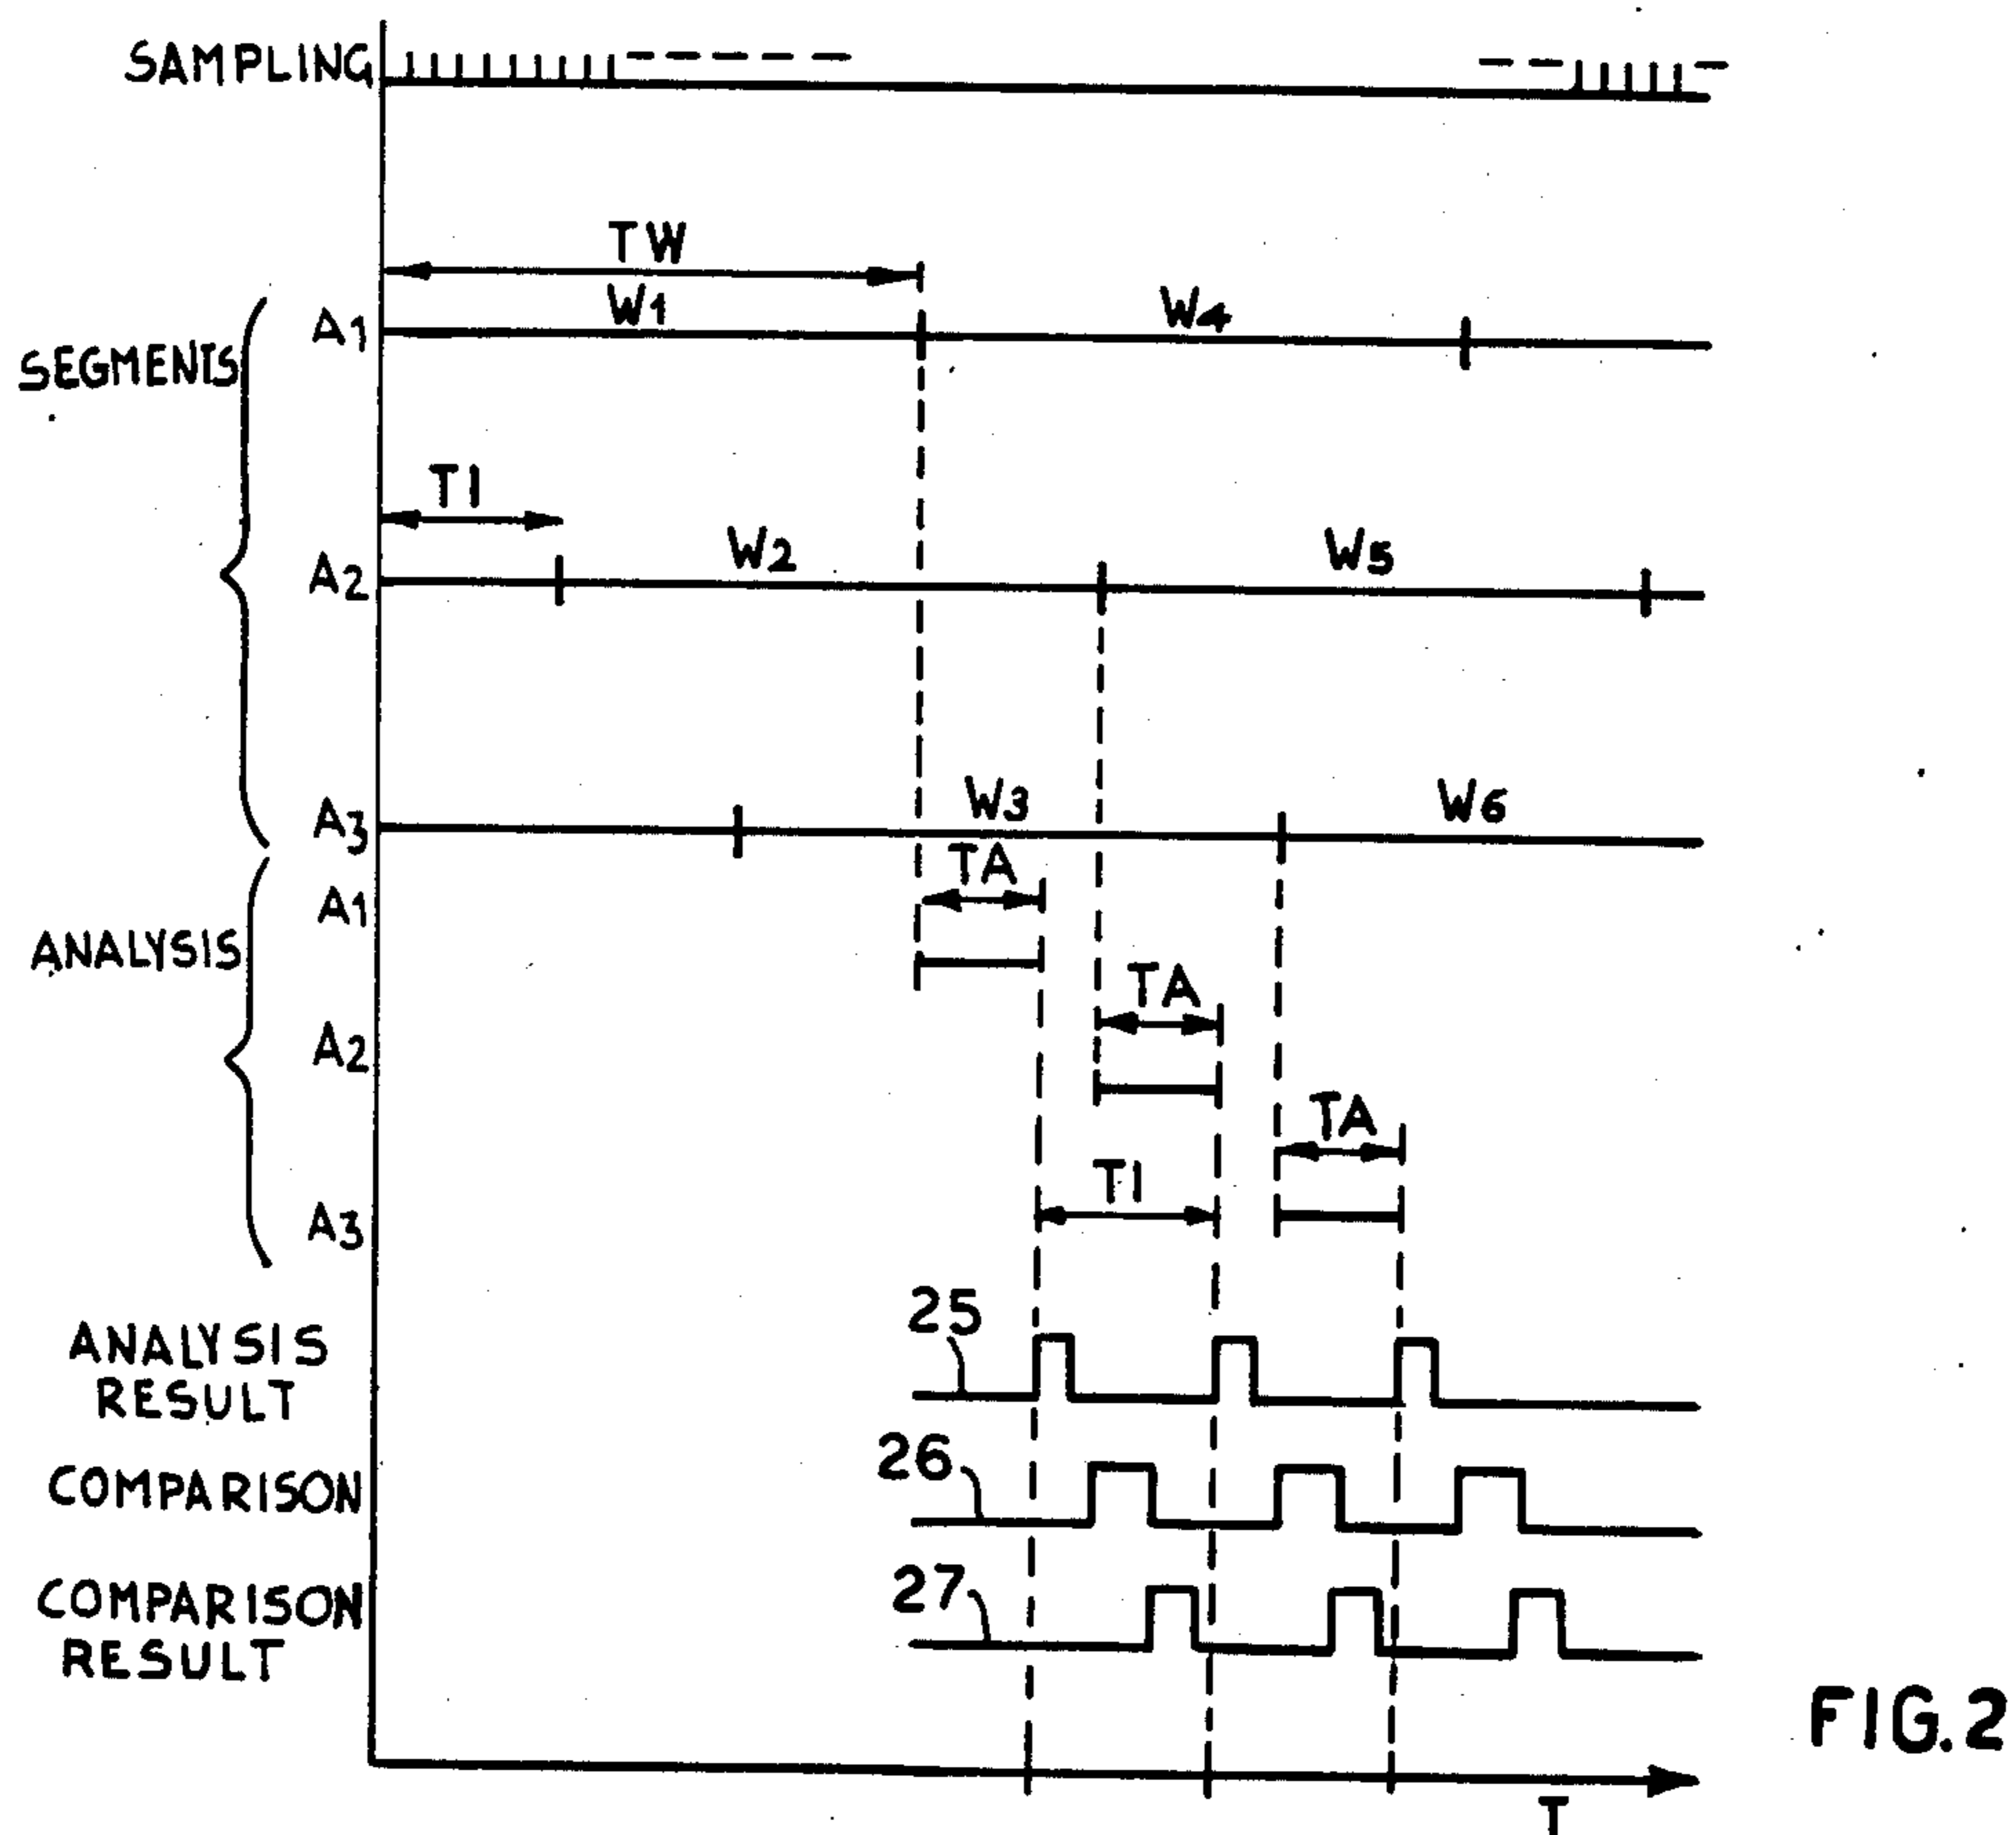 SAMPLING
TW
W1
W4
A1
SEGMENTS
T1
W2
W5
A2
W3
W6
A3
TA
A1
ANALYSIS
TA
A2
TA
T1
A3
25
ANALYSIS
RESULT
26
COMPARISON
27
COMPARISON
RESULT
FIG.2
T